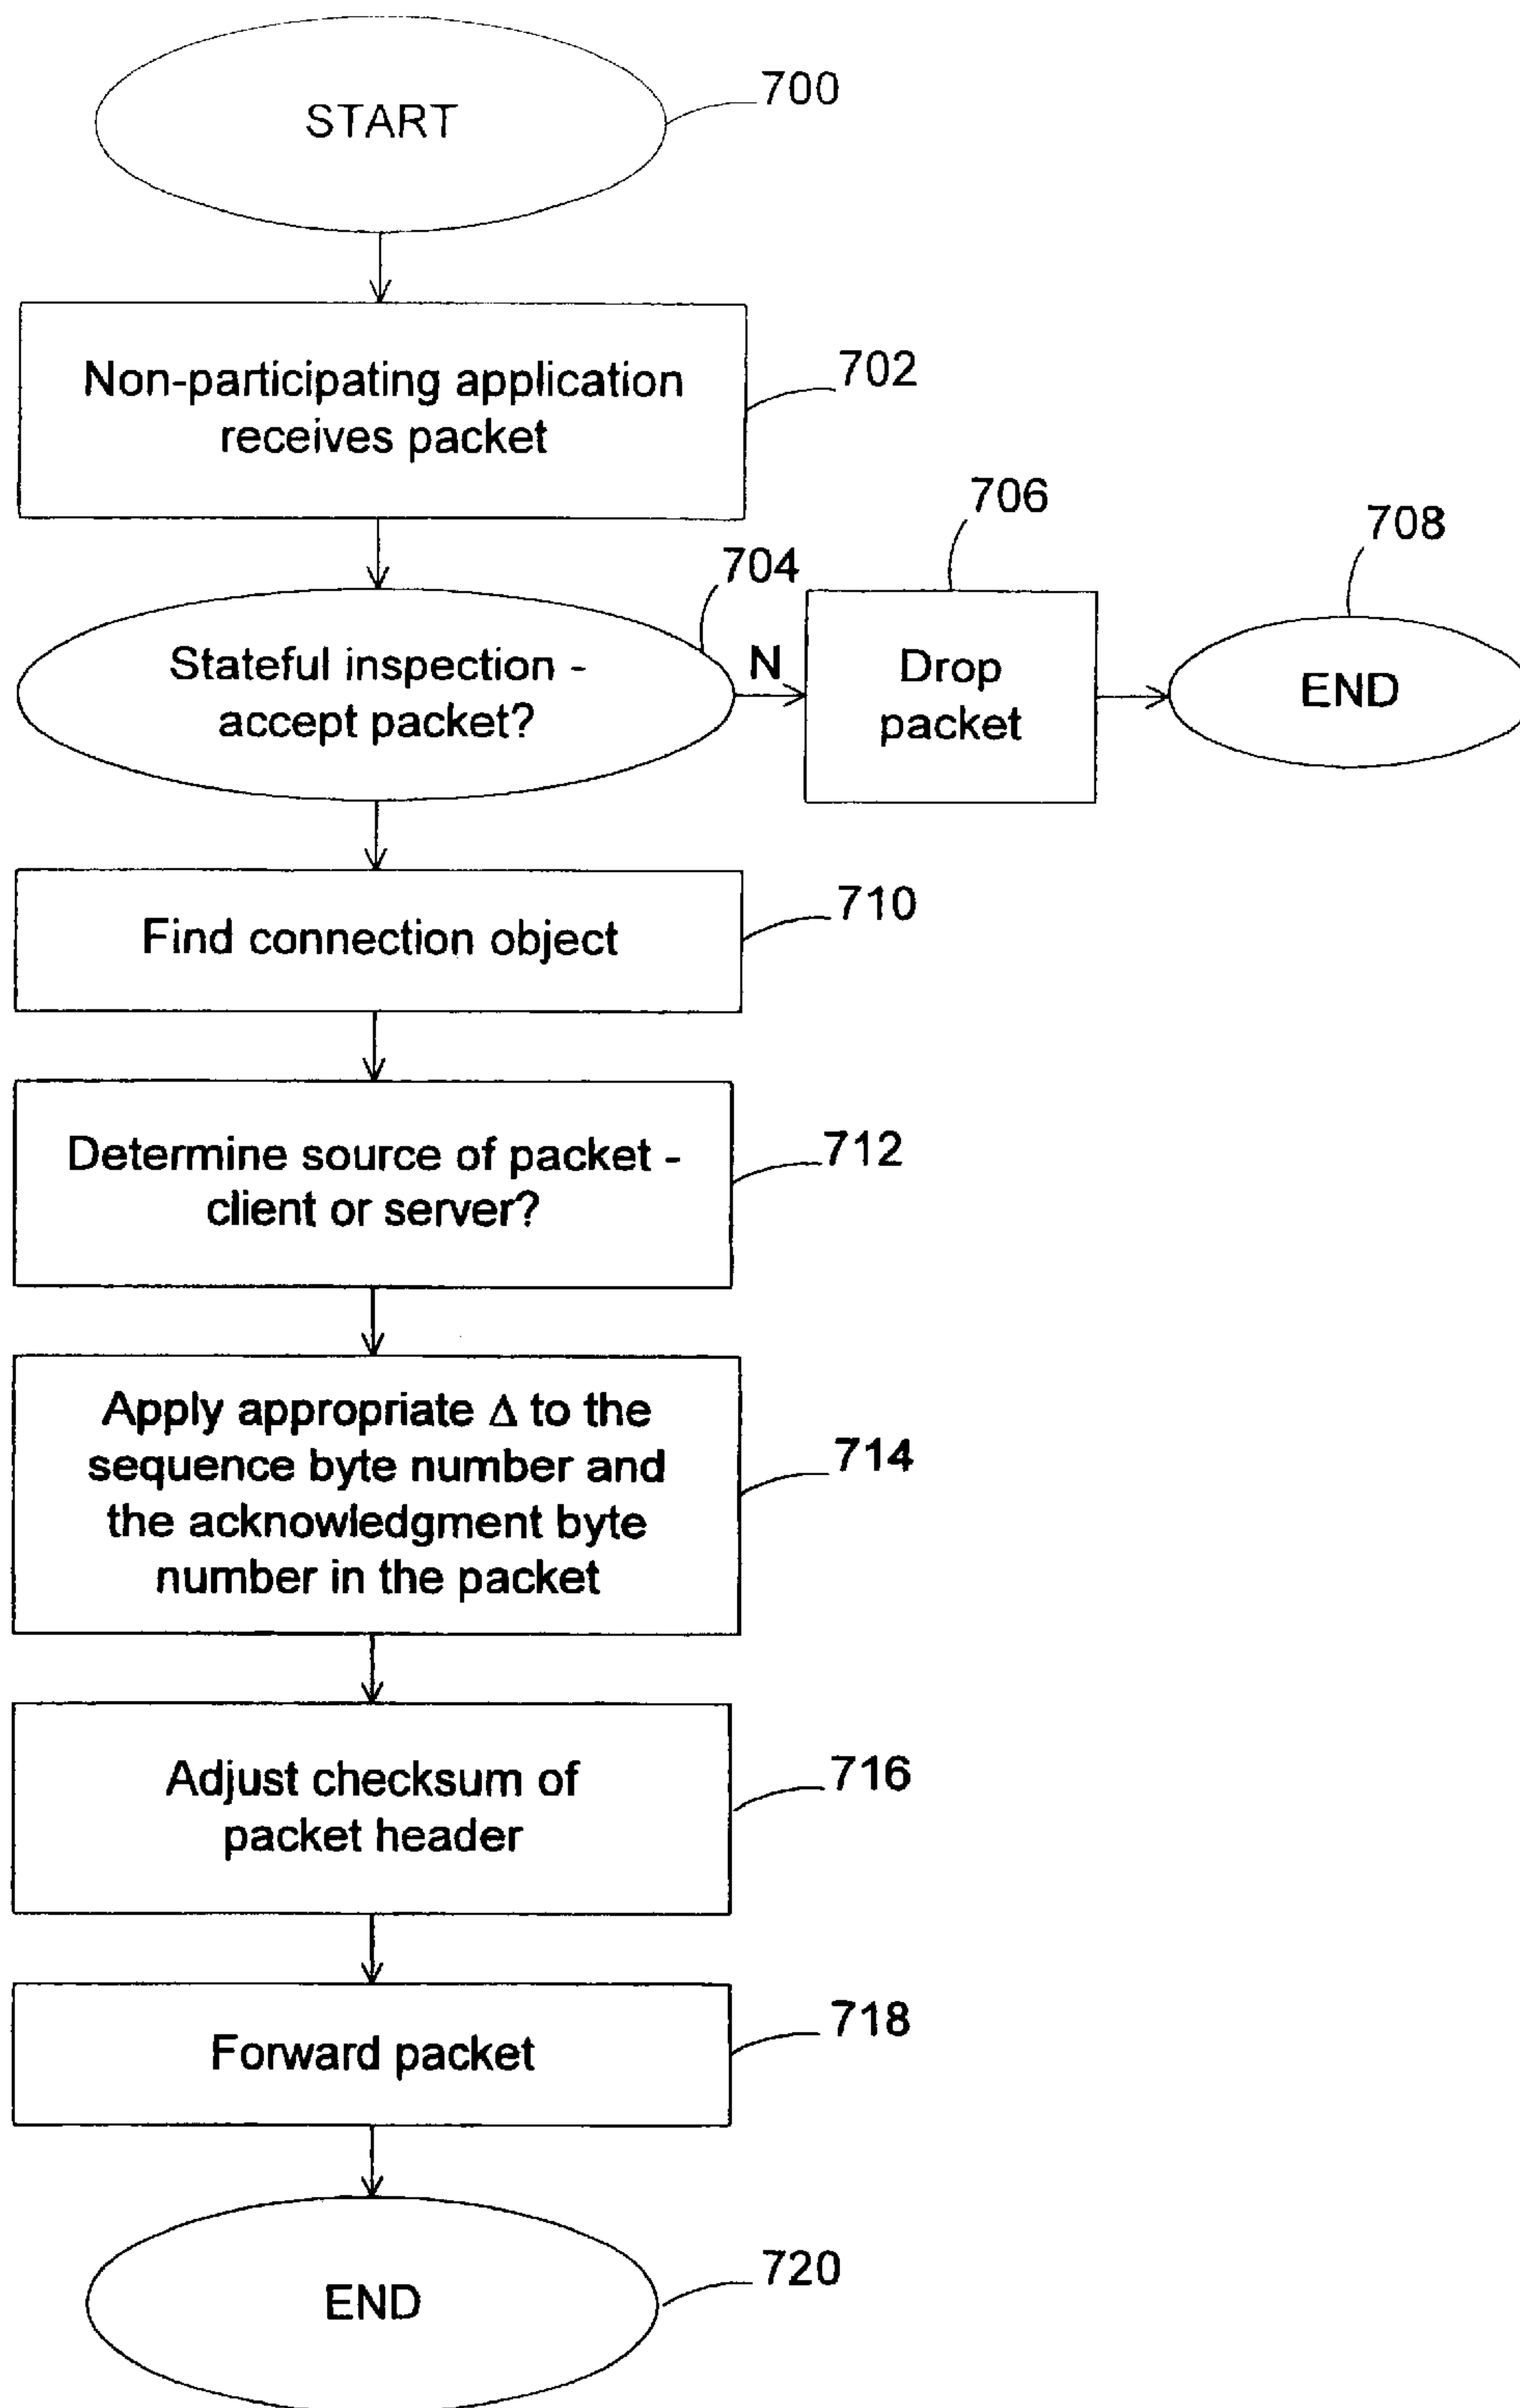 START
700
Non-participating application
receives packet
702
Stateful inspection -
accept packet?
704
N
Drop
packet
706
END
708
Find connection object
710
Determine source of packet -
client or server?
712
Apply appropriate Δ to the
sequence byte number and
the acknowledgment byte
number in the packet
714
Adjust checksum of
packet header
716
Forward packet
718
END
720